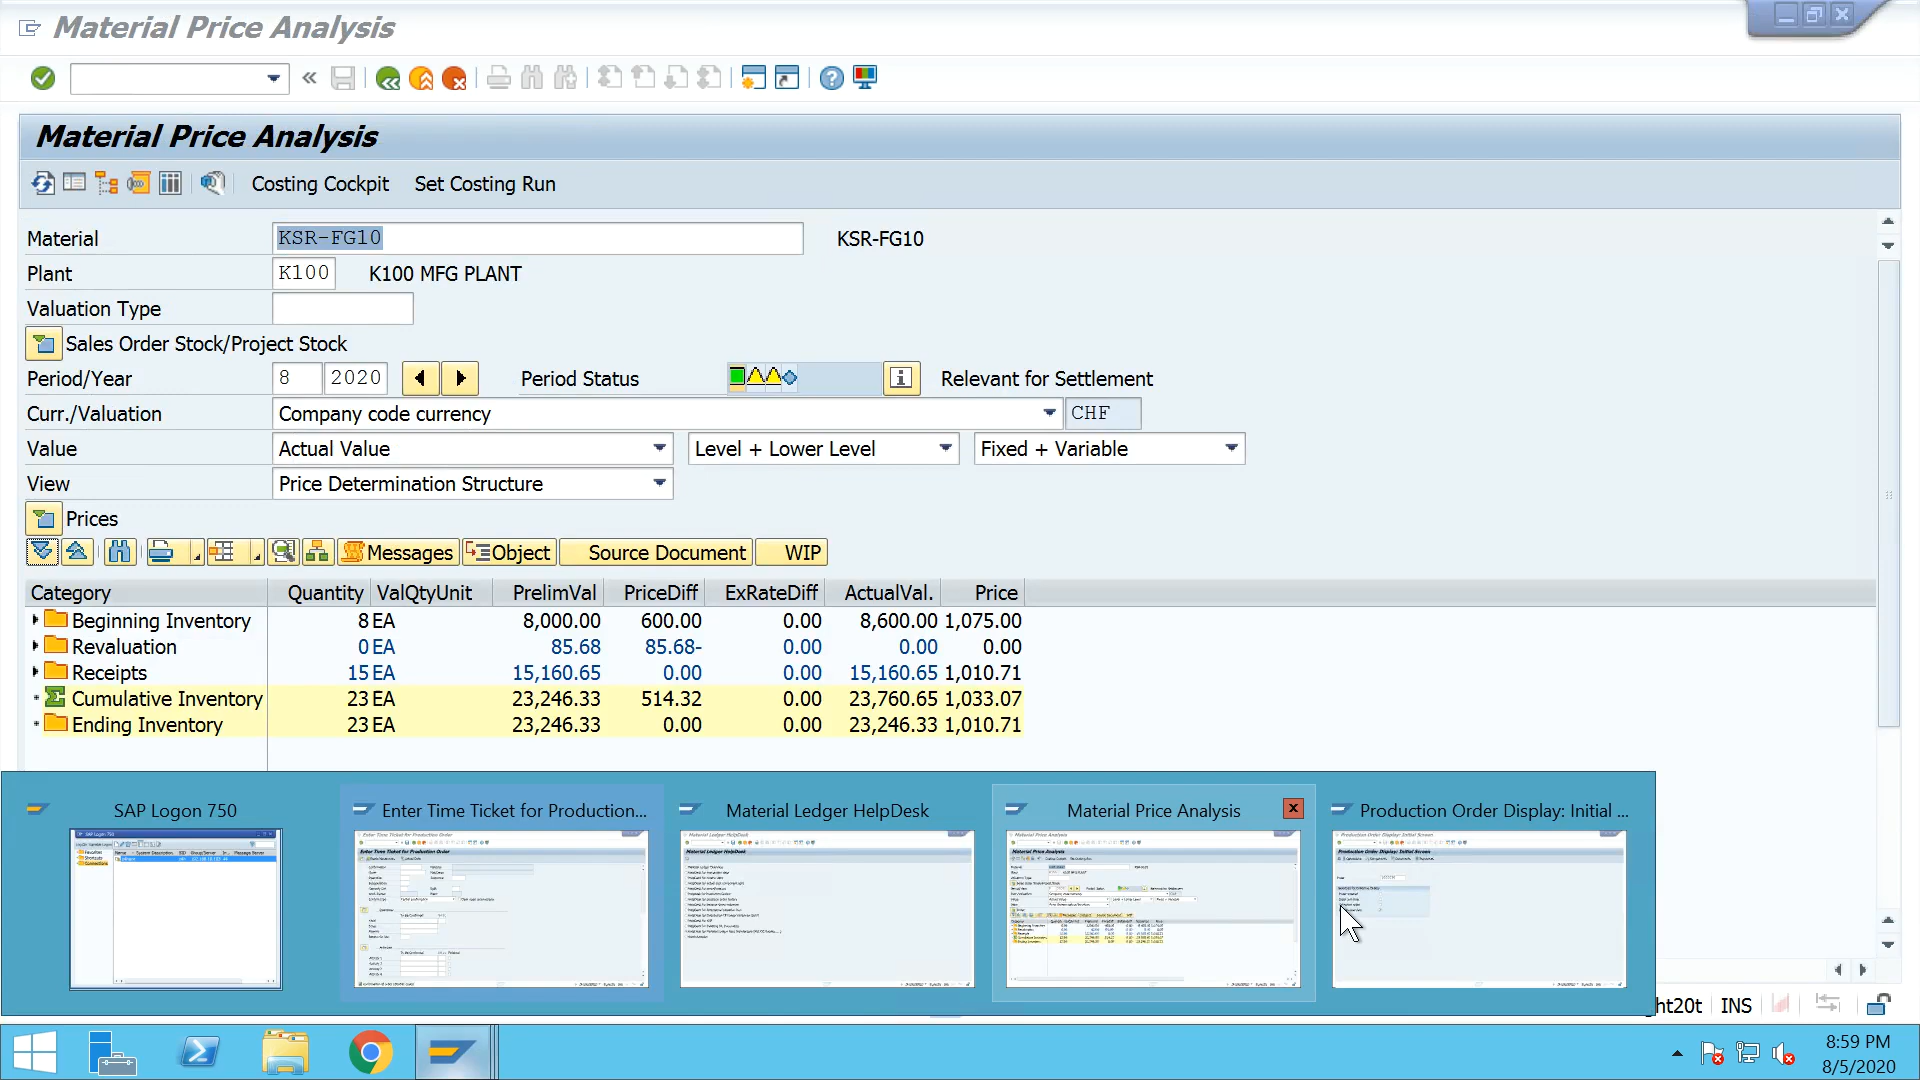 Material Price Analysis
Material Price Analysis
Costing Cockpit Set Costing Run
Material KSR-FG10 KSR-FG10
Plant K100 K100 MFG PLANT
Valuation Type
Sales Order Stock/Project Stock
Period/Year 8 2020 Period Status Relevant for Settlement
Curr./Valuation Company code currency CHF
Value Actual Value Level + Lower Level Fixed + Variable
View Price Determination Structure
Prices
Messages Object Source Document WIP
Category Quantity ValQtyUnit PrelimVal PriceDiff ExRateDiff ActualVal. Price
Beginning Inventory 8 EA 8,000.00 600.00 0.00 8,600.00 1,075.00
Revaluation 0 EA 85.68 85.68- 0.00 0.00 0.00
Receipts 15 EA 15,160.65 0.00 0.00 15,160.65 1,010.71
Cumulative Inventory 23 EA 23,246.33 514.32 0.00 23,760.65 1,033.07
Ending Inventory 23 EA 23,246.33 0.00 0.00 23,246.33 1,010.71
SAP Logon 750 Enter Time Ticket for Production... Material Ledger HelpDesk Material Price Analysis Production Order Display: Initial ...
Material Price Analysis
Material Ledger HelpDesk
ht20t INS
8:59 PM
8/5/2020